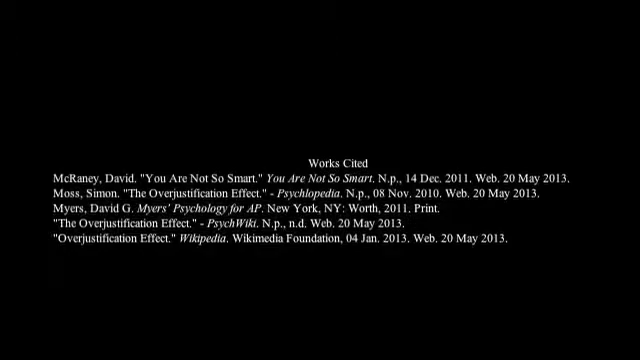 Works Cited
McRaney, David. "You Are Not So Smart." You Are Not So Smart. N.p., 14 Dec. 2011. Web. 20 May 2013.
Moss, Simon. "The Overjustification Effect." - Psychlopedia. N.p., 08 Nov. 2010. Web. 20 May 2013.
Myers, David G. Myers' Psychology for AP. New York, NY: Worth, 2011. Print.
"The Overjustification Effect." - PsychWiki. N.p., n.d. Web. 20 May 2013.
"Overjustification Effect." Wikipedia. Wikimedia Foundation, 04 Jan. 2013. Web. 20 May 2013.